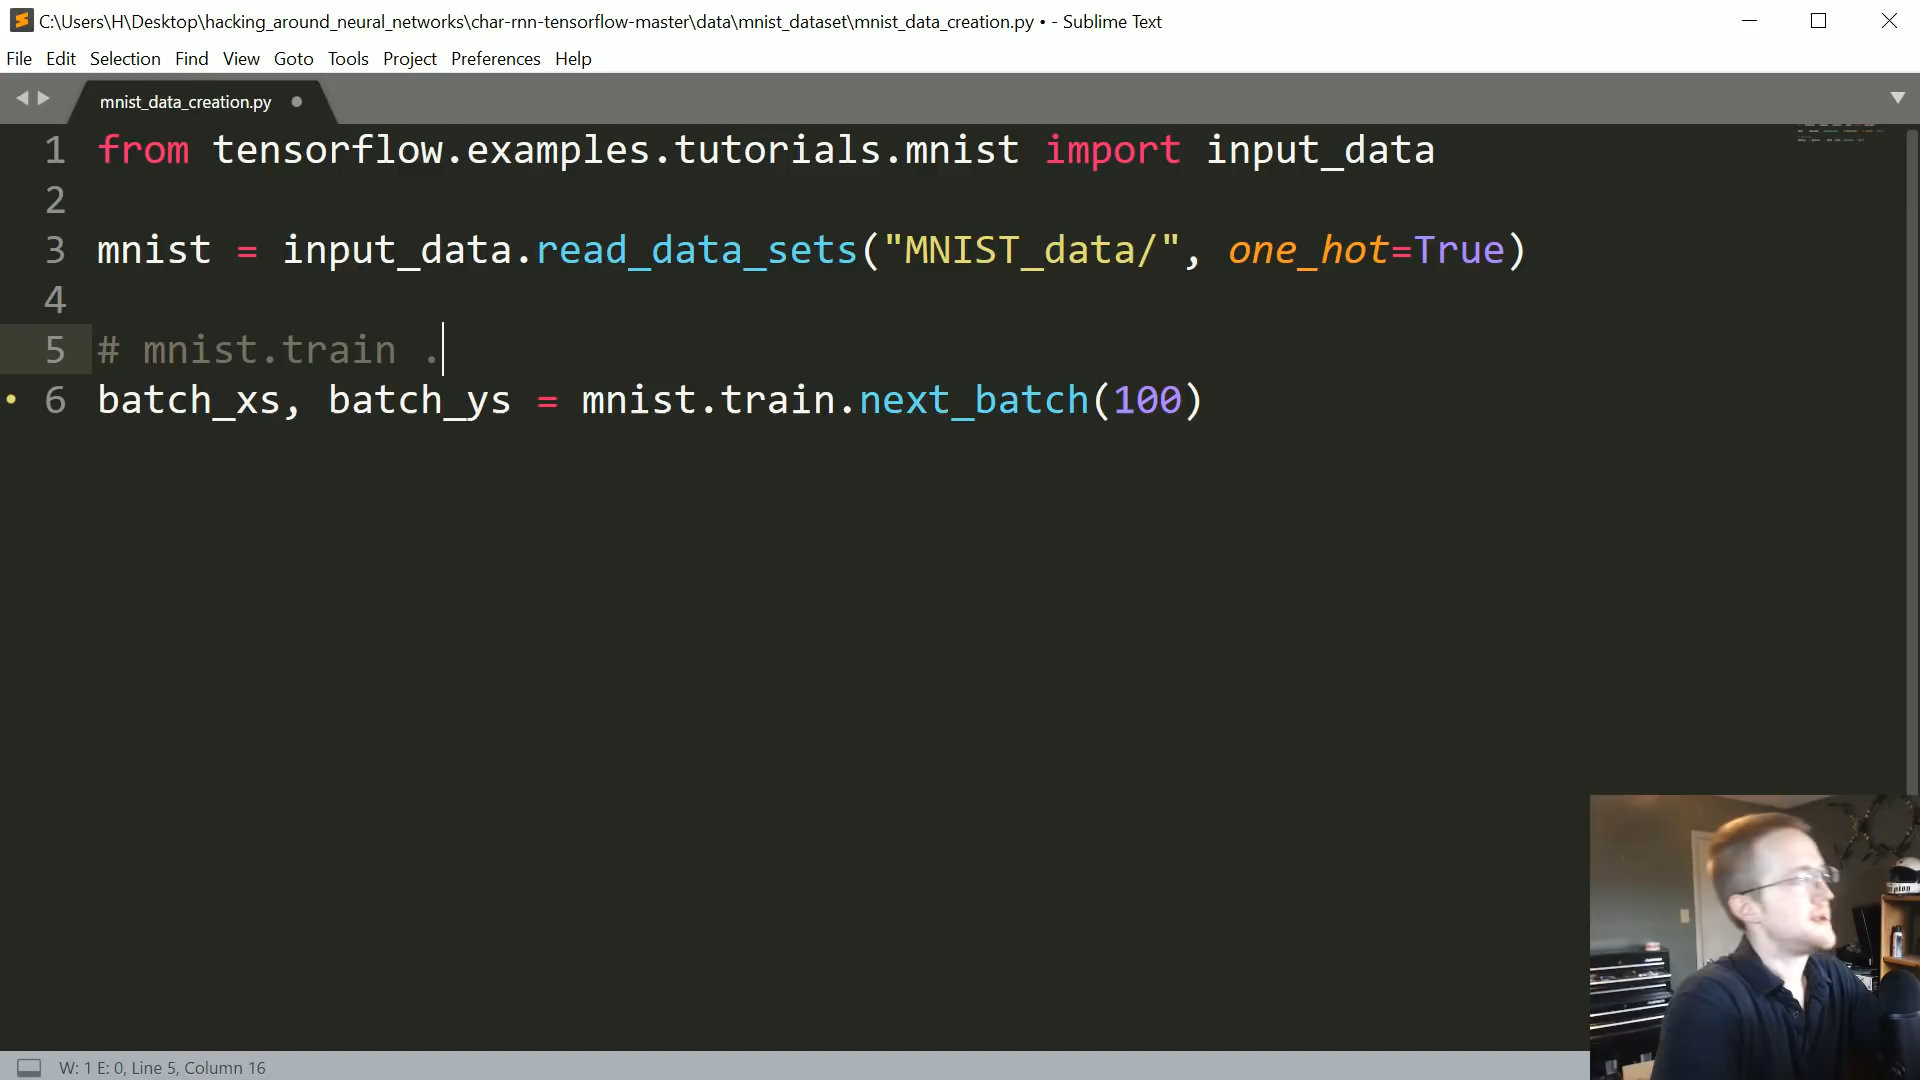 C:\Users\H\Desktop\hacking_around_neural_networks\char-rnn-tensorflow-master\data\mnist_dataset\mnist_data_creation.py • - Sublime Text
File Edit Selection Find View Goto Tools Project Preferences Help
mnist_data_creation.py
1 from tensorflow.examples.tutorials.mnist import input_data
2
3 mnist = input_data.read_data_sets("MNIST_data/", one_hot=True)
4
5 # mnist.train .
6 batch_xs, batch_ys = mnist.train.next_batch(100)
W: 1 E: 0, Line 5, Column 16